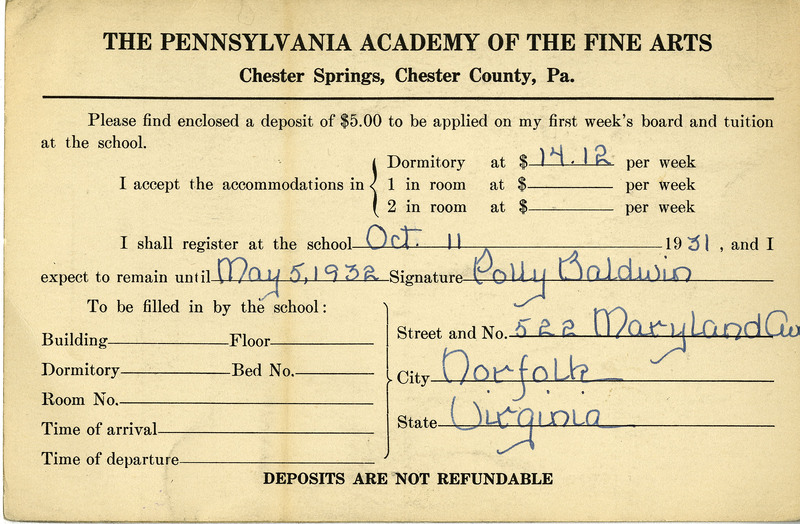 THE PENNSYLVANIA ACADEMY OF THE FINE ARTS
Chester Springs, Chester County, Pa.
Please find enclosed a deposit of $5.00 to be applied on my first week's board and tuition
at the school.
Dormitory at $ 14.12 per week
I accept the accommodations in 1 in room at $ per week
2 in room at $ per week
I shall register at the school Oct. 11 1931, and I
expect to remain until May 5, 1932 Signature Polly Baldwin
To be filled in by the school:
Street and No. 522 Maryland Av
Building Floor
Dormitory Bed No.
City Norfolk
Room No.
State Virginia
Time of arrival
Time of departure
DEPOSITS ARE NOT REFUNDABLE